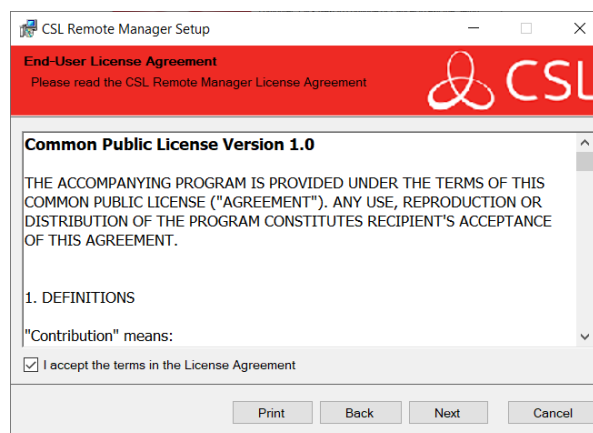 CSL Remote Manager Setup
End-User License Agreement
Please read the CSL Remote Manager License Agreement
CSL
Common Public License Version 1.0
THE ACCOMPANYING PROGRAM IS PROVIDED UNDER THE TERMS OF THIS
COMMON PUBLIC LICENSE ("AGREEMENT"). ANY USE, REPRODUCTION OR
DISTRIBUTION OF THE PROGRAM CONSTITUTES RECIPIENT'S ACCEPTANCE
OF THIS AGREEMENT.
1. DEFINITIONS
"Contribution" means:
I accept the terms in the License Agreement
Print Back Next Cancel